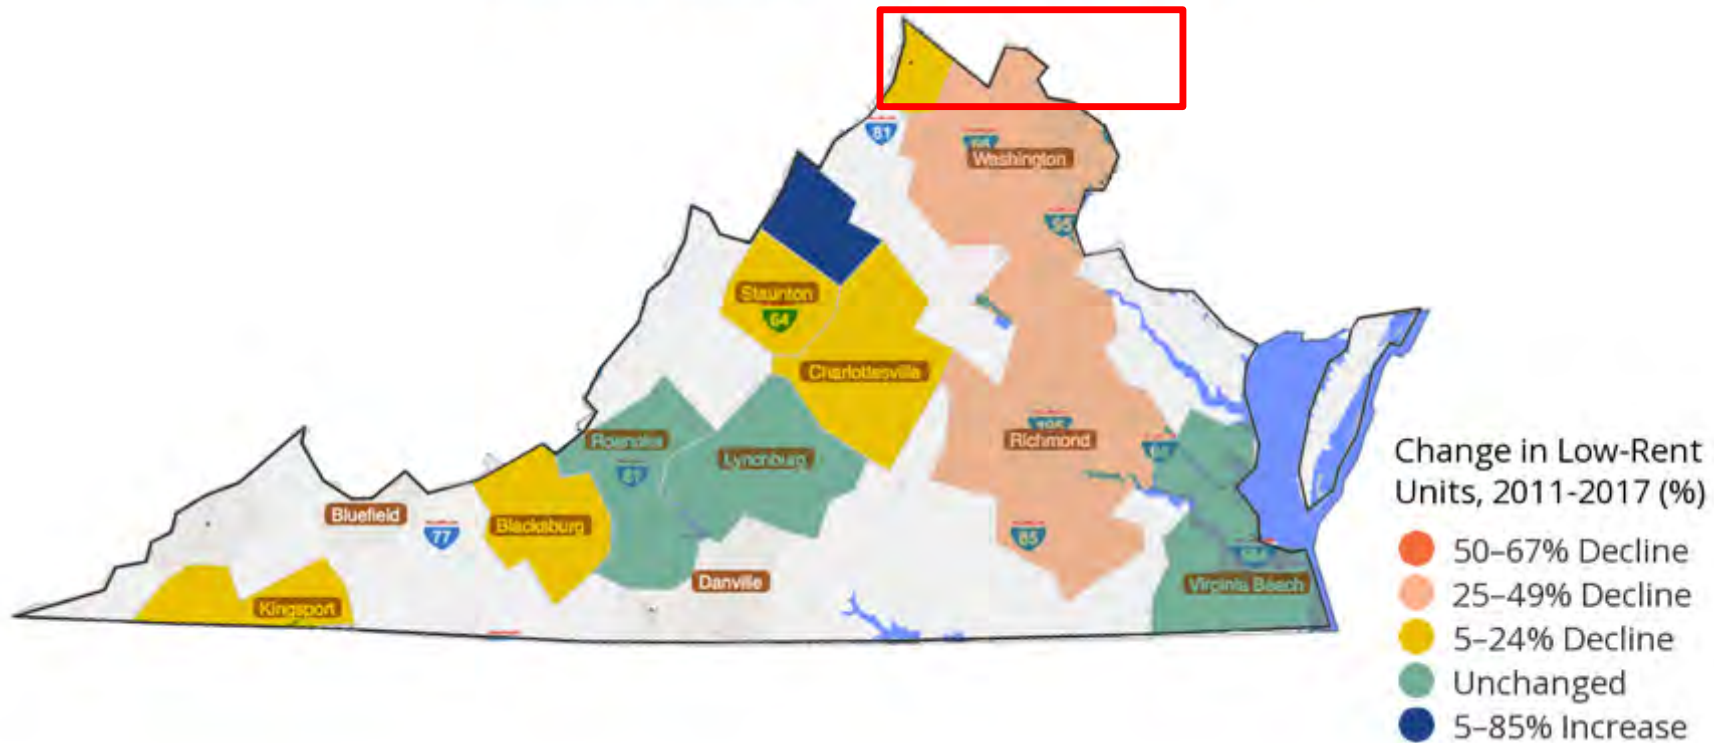 81
Washington
95
Staunton
64
Charlottesville
Roanoke
Lynchburg
81
195
Richmond
64
Bluefield
77
Blacksburg
85
Danville
Virginia Beach
Kingsport
Change in Low-Rent
Units, 2011-2017 (%)
50–67% Decline
25–49% Decline
5–24% Decline
Unchanged
5–85% Increase